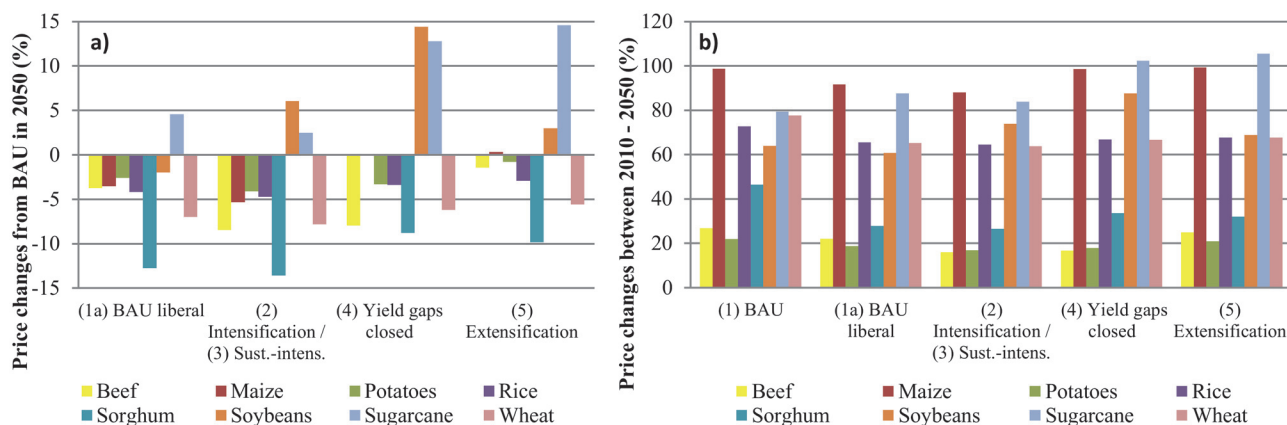 Price changes from BAU in 2050 (%)
a)
15
10
5
0
-5
-10
-15
(1a) BAU liberal
(2)
Intensification /
(3) Sust.-intens.
(4) Yield gaps
closed
(5)
Extensification
Beef
Maize
Potatoes
Rice
Sorghum
Soybeans
Sugarcane
Wheat
Price changes between 2010 - 2050 (%)
b)
120
100
80
60
40
20
0
(1) BAU
(1a) BAU
liberal
(2)
Intensification /
(3) Sust.-intens.
(4) Yield gaps
closed
(5)
Extensification
Beef
Maize
Potatoes
Rice
Sorghum
Soybeans
Sugarcane
Wheat